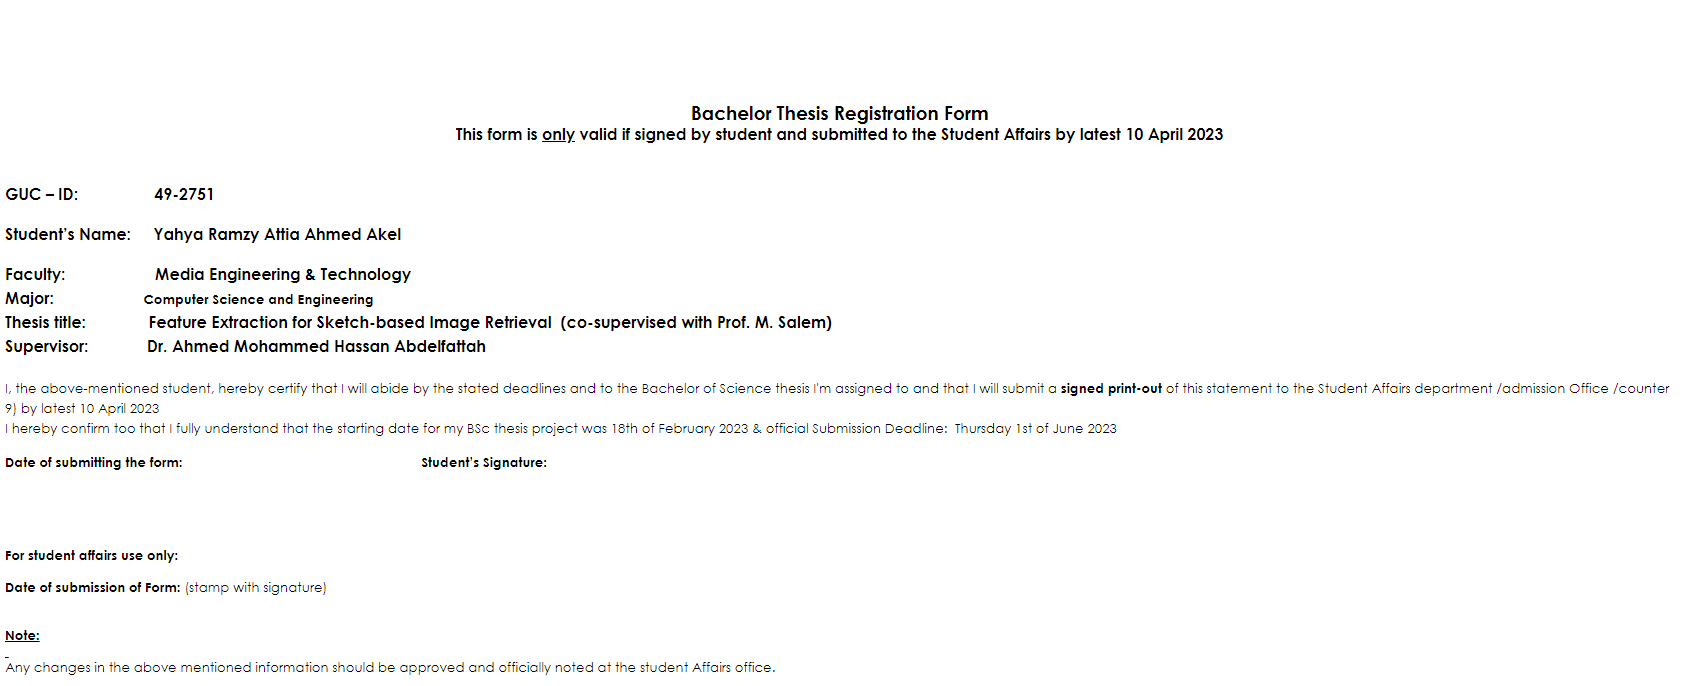 Bachelor Thesis Registration Form
This form is only valid if signed by student and submitted to the Student Affairs by latest 10 April 2023
GUC – ID: 49-2751
Student's Name: Yahya Ramzy Attia Ahmed Akel
Faculty: Media Engineering & Technology
Major: Computer Science and Engineering
Thesis title: Feature Extraction for Sketch-based Image Retrieval (co-supervised with Prof. M. Salem)
Supervisor: Dr. Ahmed Mohammed Hassan Abdelfattah
I, the above-mentioned student, hereby certify that I will abide by the stated deadlines and to the Bachelor of Science thesis I'm assigned to and that I will submit a signed print-out of this statement to the Student Affairs department /admission Office /counter
9) by latest 10 April 2023
I hereby confirm too that I fully understand that the starting date for my BSc thesis project was 18th of February 2023 & official Submission Deadline: Thursday 1st of June 2023
Date of submitting the form: Student's Signature:
For student affairs use only:
Date of submission of Form: (stamp with signature)
Note:
Any changes in the above mentioned information should be approved and officially noted at the student Affairs office.